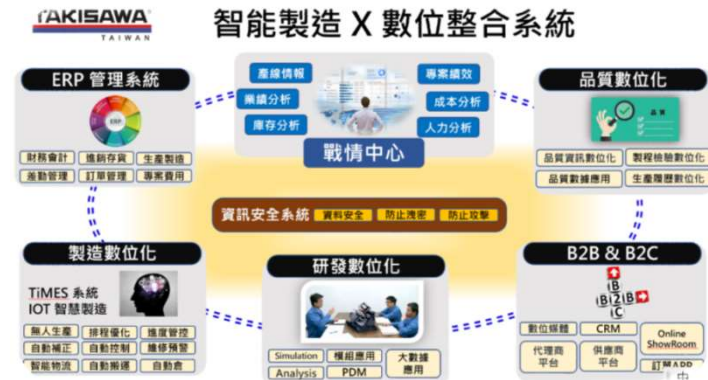 TAKISAWA
TAIWAN
智能製造 X 數位整合系統
ERP 管理系統
ERP
財務會計 進銷存貨 生產製造
差勤管理 訂單管理 專案費用
產線情報 專案績效
業績分析 成本分析
庫存分析 人力分析
戰情中心
品質數位化
品質
品質資訊數位化 製程檢驗數位化
品質數據應用 生產履歷數位化
資訊安全系統 資料安全 防止洩密 防止攻擊
製造數位化
TiMES 系統
IOT 智慧製造
無人生產 排程優化 進度管控
自動補正 自動控制 維修預警
智能物流 自動搬運 自動倉
研發數位化
Simulation 模組應用 大數據應用
Analysis PDM
B2B & B2C
B
B2B
C
數位媒體 CRM Online ShowRoom
代理商平台 供應商平台 訂單APP